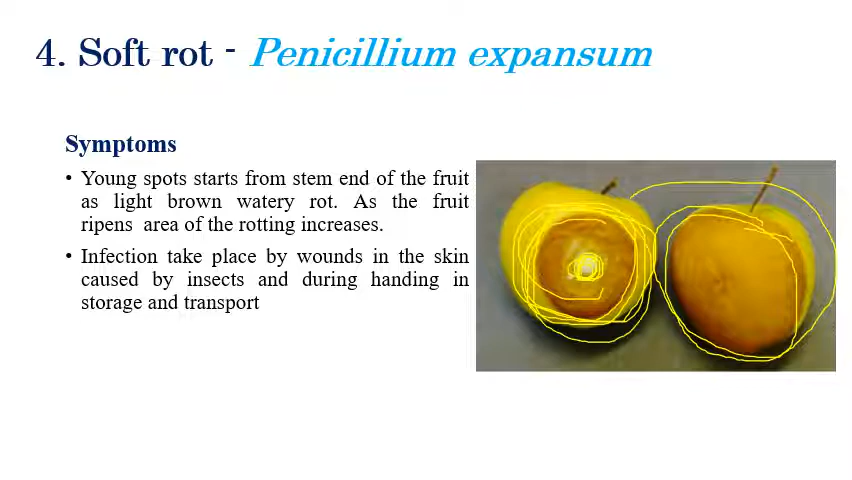 4. Soft rot - Penicillium expansum
Symptoms
• Young spots starts from stem end of the fruit
as light brown watery rot. As the fruit
ripens area of the rotting increases.
• Infection take place by wounds in the skin
caused by insects and during handing in
storage and transport